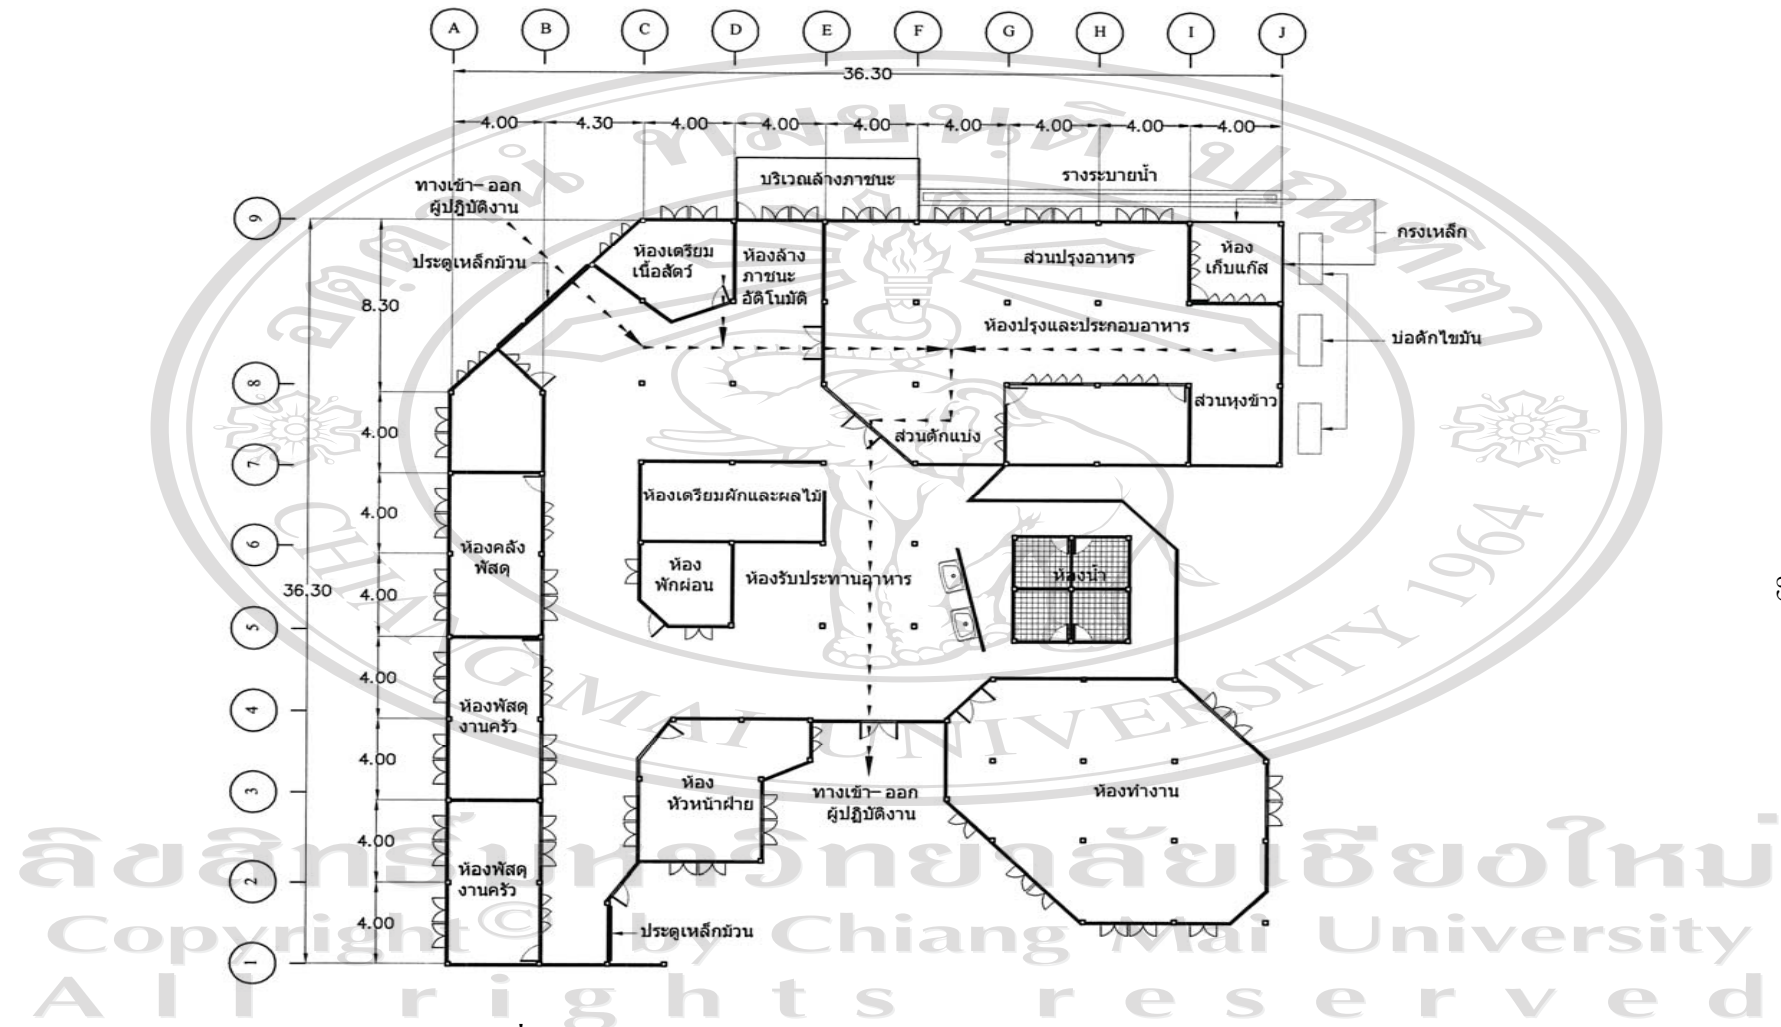 A B C D E F G H I J
36.30
4.00 4.30 4.00 4.00 4.00 4.00 4.00 4.00 4.00
บริเวณล้างภาชนะ
รางระบายน้ำ
ทางเข้า-ออก
ผู้ปฏิบัติงาน
9
กรงเหล็ก
ห้องเตรียม
เนื้อสัตว์
ห้องล้าง
ภาชนะ
อัติโนมัติ
ส่วนปรุงอาหาร
ห้อง
เก็บแก๊ส
ประตูเหล็กม้วน
8.30
ห้องปรุงและประกอบอาหาร
บ่อดักไขมัน
8
ส่วนหุงข้าว
4.00
ส่วนตักแบ่ง
7
ห้องเตรียมผักและผลไม้
4.00
6
ห้องคลัง
พัสดุ
ห้อง
พักผ่อน
ห้องรับประทานอาหาร
ห้องน้ำ
36.30
4.00
5
4.00
4
ห้องพัสดุ
งานครัว
4.00
3
ห้อง
หัวหน้าฝ่าย
ทางเข้า-ออก
ผู้ปฏิบัติงาน
ห้องทำงาน
4.00
2
ห้องพัสดุ
งานครัว
4.00
ประตูเหล็กม้วน
1
CHIANG MAI UNIVERSITY 1964
ลิขสิทธิ์มหาวิทยาลัยเชียงใหม่
Copyright© by Chiang Mai University
All rights reserved